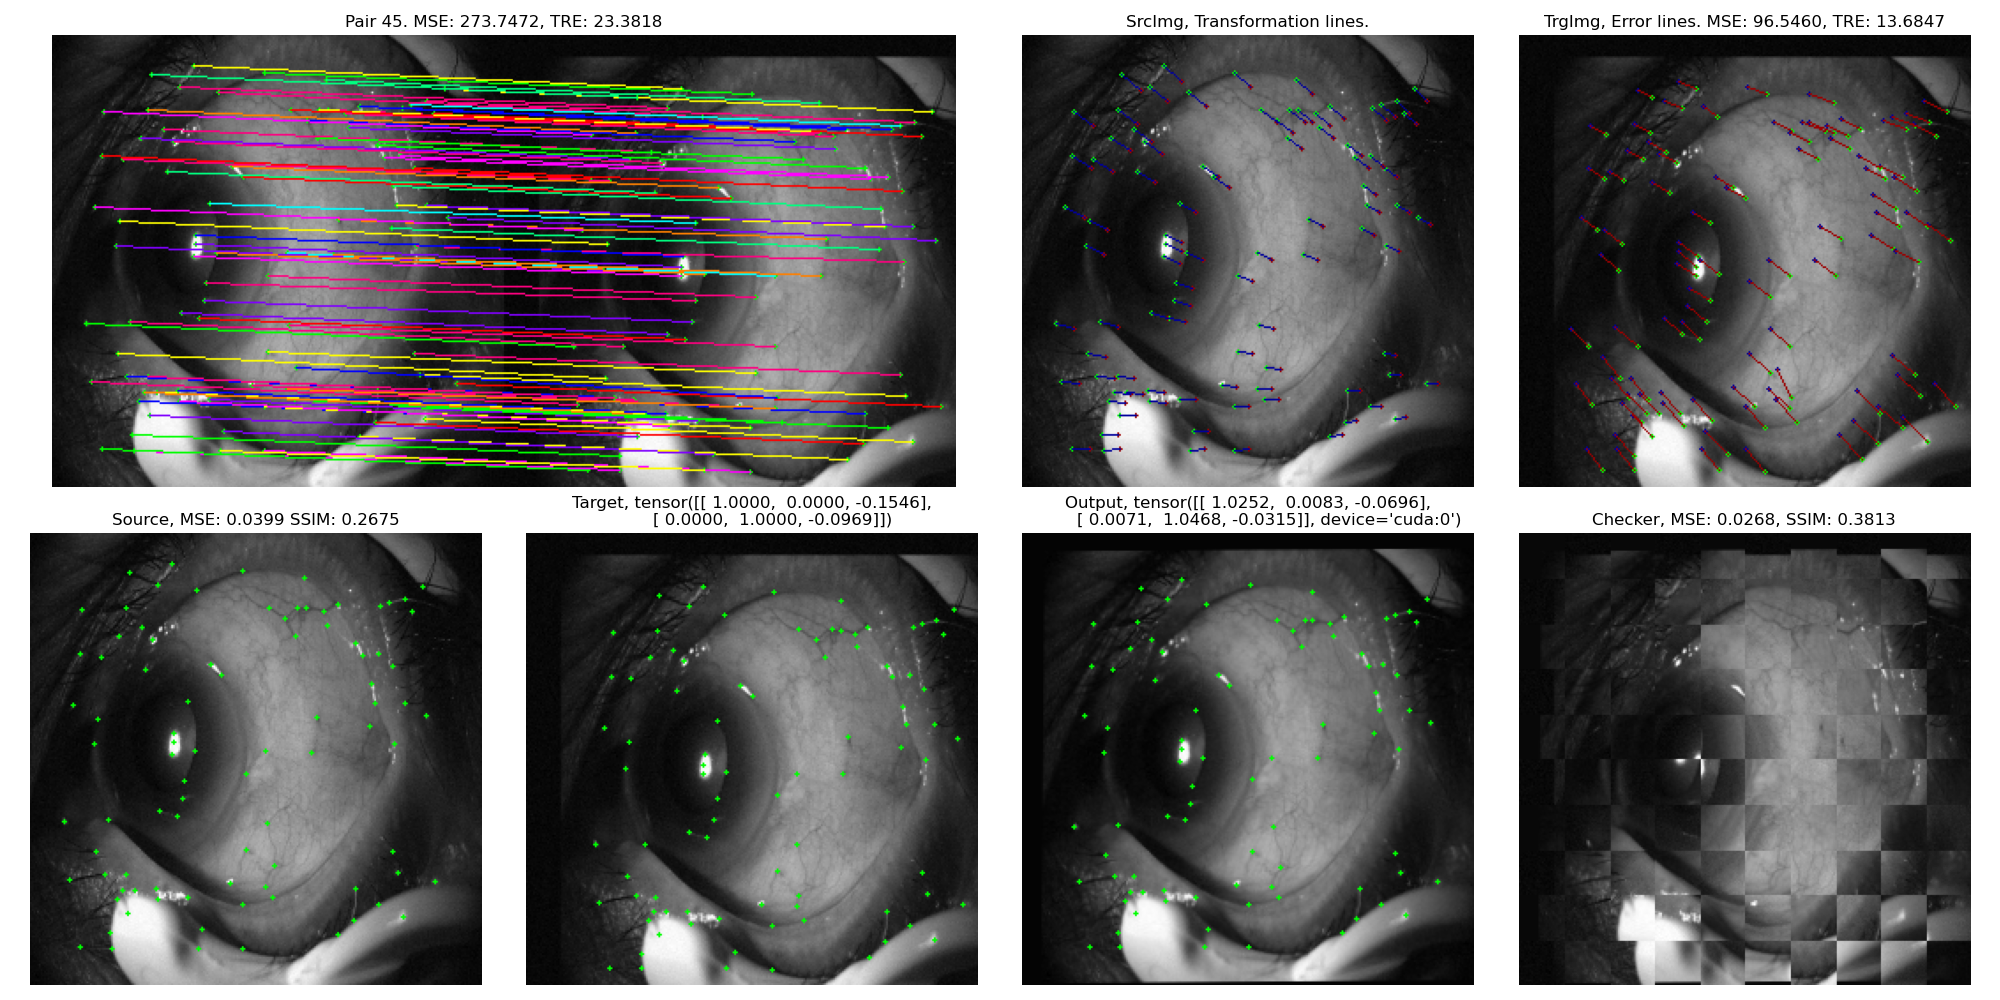 Pair 45. MSE: 273.7472, TRE: 23.3818
SrcImg, Transformation lines.
TrgImg, Error lines. MSE: 96.5460, TRE: 13.6847
Source, MSE: 0.0399 SSIM: 0.2675
Target, tensor([[ 1.0000,  0.0000, -0.1546],
[ 0.0000,  1.0000, -0.0969]])
Output, tensor([[ 1.0252,  0.0083, -0.0696],
[ 0.0071,  1.0468, -0.0315]], device='cuda:0')
Checker, MSE: 0.0268, SSIM: 0.3813